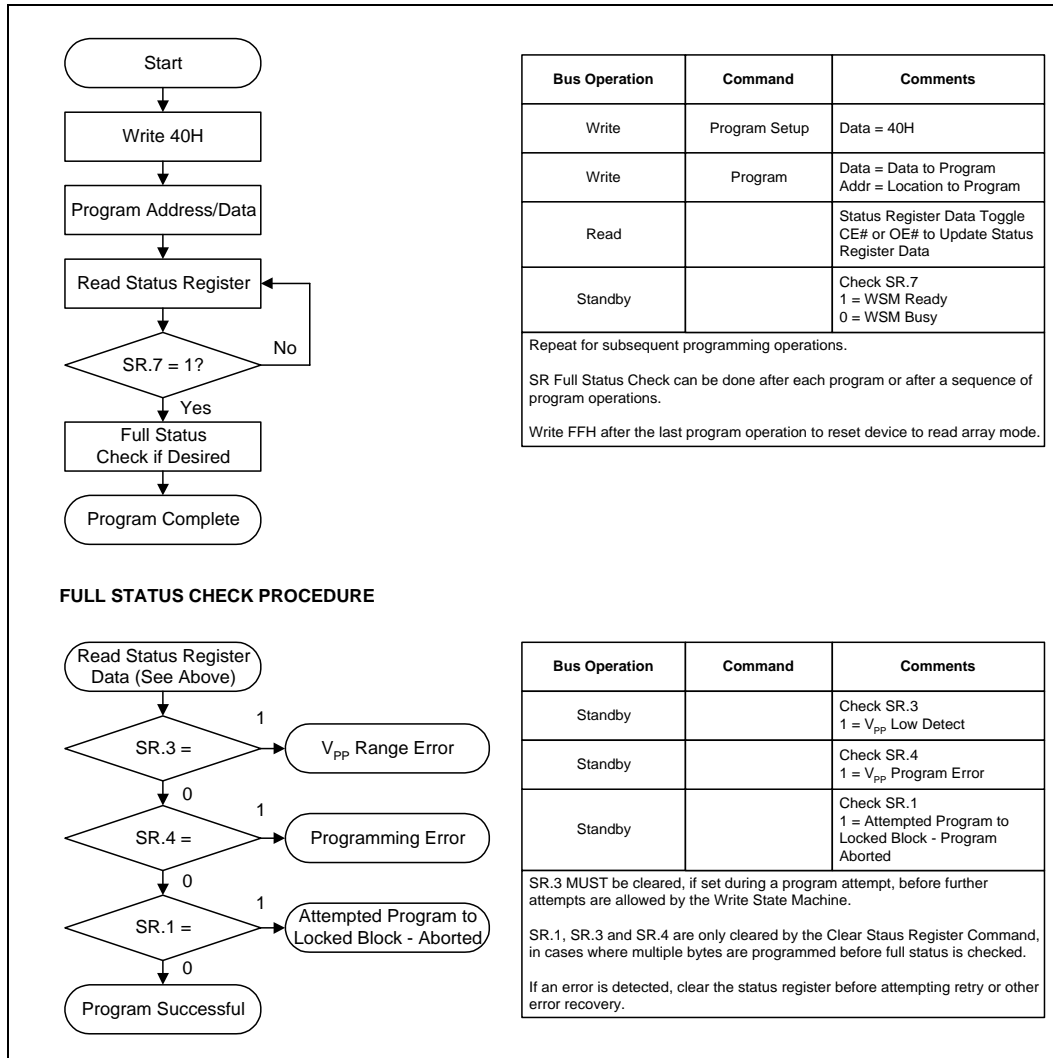 Start
Write 40H
Program Address/Data
Read Status Register
No
SR.7 = 1?
Yes
Full Status
Check if Desired
Program Complete
Bus Operation Command Comments
Write Program Setup Data = 40H
Write Program Data = Data to Program
Addr = Location to Program
Read Status Register Data Toggle
CE# or OE# to Update Status
Register Data
Standby Check SR.7
1 = WSM Ready
0 = WSM Busy
Repeat for subsequent programming operations.
SR Full Status Check can be done after each program or after a sequence of
program operations.
Write FFH after the last program operation to reset device to read array mode.
FULL STATUS CHECK PROCEDURE
Read Status Register
Data (See Above)
1
SR.3 =
VPP Range Error
0
1
SR.4 =
Programming Error
0
1
SR.1 =
Attempted Program to
Locked Block - Aborted
0
Program Successful
Bus Operation Command Comments
Standby Check SR.3
1 = VPP Low Detect
Standby Check SR.4
1 = VPP Program Error
Standby Check SR.1
1 = Attempted Program to
Locked Block - Program
Aborted
SR.3 MUST be cleared, if set during a program attempt, before further
attempts are allowed by the Write State Machine.
SR.1, SR.3 and SR.4 are only cleared by the Clear Staus Register Command,
in cases where multiple bytes are programmed before full status is checked.
If an error is detected, clear the status register before attempting retry or other
error recovery.